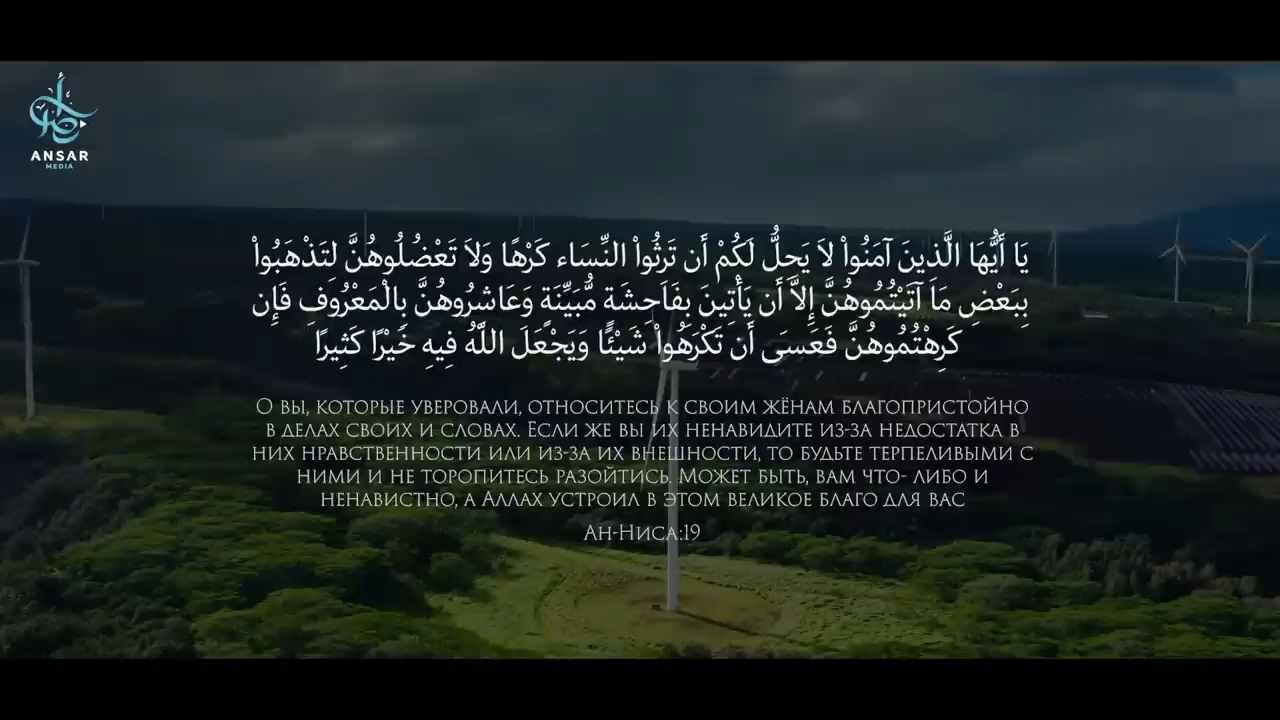 ANSAR
MEDIA
يَا أَيُّهَا الَّذِينَ آمَنُواْ لاَ يَحِلُّ لَكُمْ أَن تَرِثُواْ النِّسَاء كَرْهًا وَلاَ تَعْضُلُوهُنَّ لِتَذْهَبُواْ
بِبَعْضِ مَا آتَيْتُمُوهُنَّ إِلاَّ أَن يَأْتِينَ بِفَاحِشَةٍ مُّبَيِّنَةٍ وَعَاشِرُوهُنَّ بِالْمَعْرُوفِ فَإِن
كَرِهْتُمُوهُنَّ فَعَسَى أَن تَكْرَهُواْ شَيْئًا وَيَجْعَلَ اللَّهُ فِيهِ خَيْرًا كَثِيرًا
О вы, которые уверовали, относитесь к своим жёнам благопристойно
в делах своих и словах. Если же вы их ненавидите из-за недостатка в
них нравственности или из-за их внешности, то будьте терпеливыми с
ними и не торопитесь разойтись. Может быть, вам что- либо и
ненавистно, а Аллах устроил в этом великое благо для вас
Ан-Ниса:19